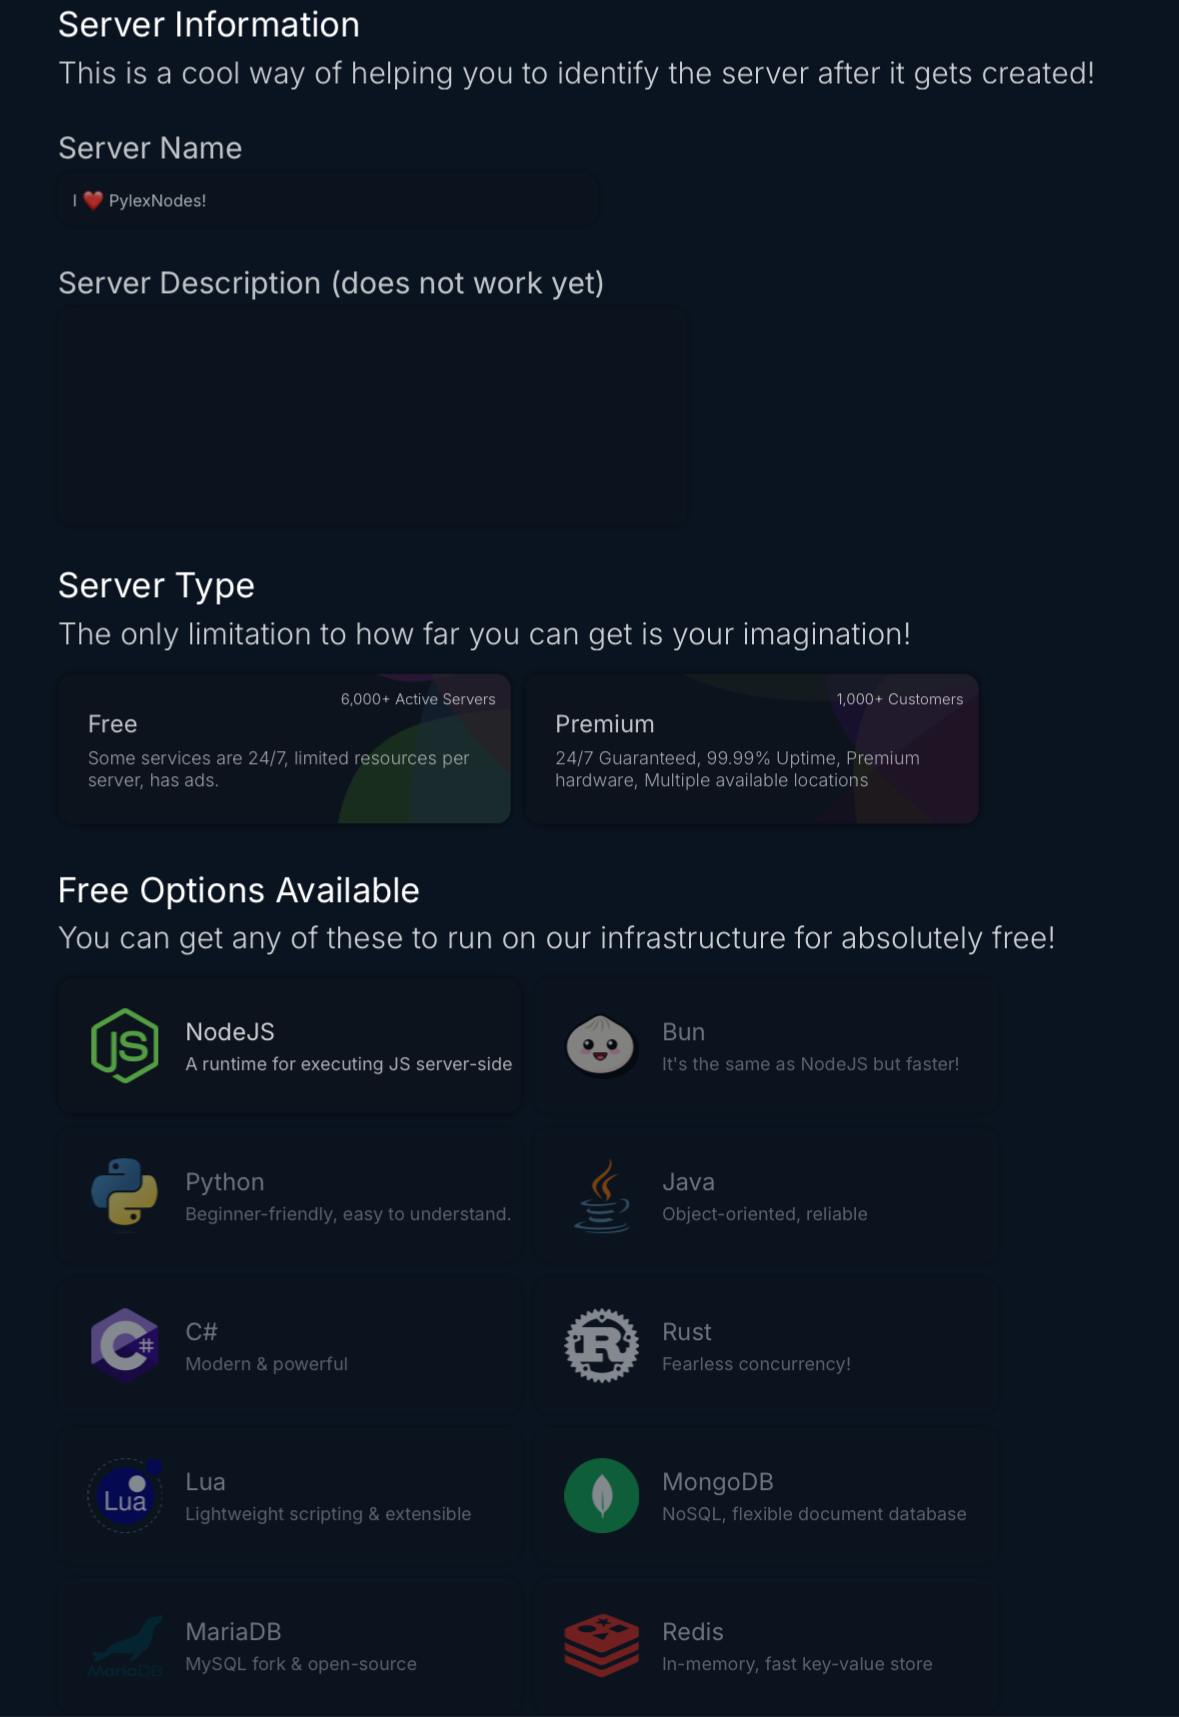 Server Information
This is a cool way of helping you to identify the server after it gets created!
Server Name
I ❤️ PylexNodes!
Server Description (does not work yet)
Server Type
The only limitation to how far you can get is your imagination!
6,000+ Active Servers
Free
Some services are 24/7, limited resources per
server, has ads.
1,000+ Customers
Premium
24/7 Guaranteed, 99.99% Uptime, Premium
hardware, Multiple available locations
Free Options Available
You can get any of these to run on our infrastructure for absolutely free!
JS
NodeJS
A runtime for executing JS server-side
Bun
It's the same as NodeJS but faster!
Python
Beginner-friendly, easy to understand.
Java
Object-oriented, reliable
C#
C#
Modern & powerful
R
Rust
Fearless concurrency!
Lua
Lua
Lightweight scripting & extensible
MongoDB
NoSQL, flexible document database
MariaDB
MariaDB
MySQL fork & open-source
Redis
In-memory, fast key-value store